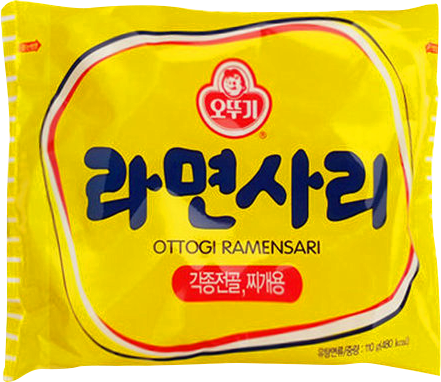 오뚜기
®
라면사리
OTTOGI RAMENSARI
각종전골, 찌개용
유탕면류/중량 : 110 g(480 kcal)